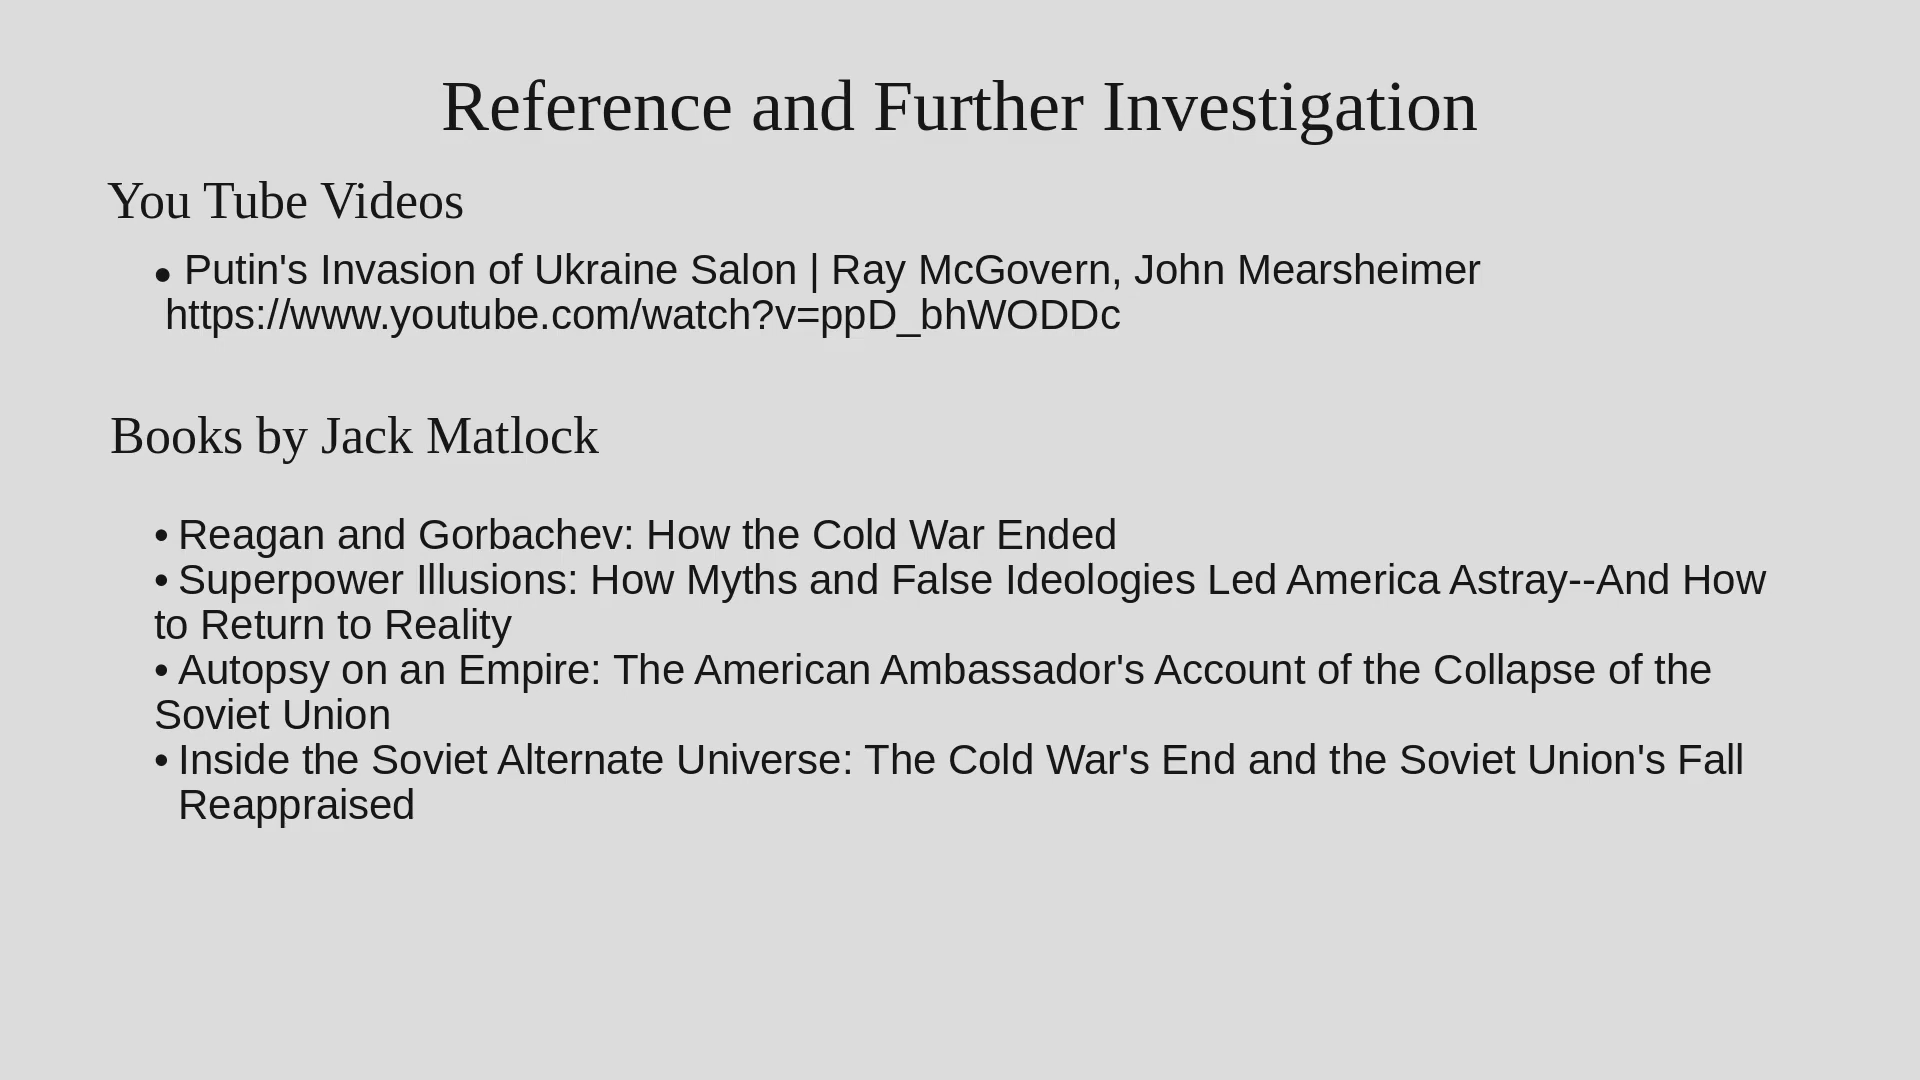 Reference and Further Investigation
You Tube Videos
• Putin's Invasion of Ukraine Salon | Ray McGovern, John Mearsheimer
https://www.youtube.com/watch?v=ppD_bhWODDc
Books by Jack Matlock
• Reagan and Gorbachev: How the Cold War Ended
• Superpower Illusions: How Myths and False Ideologies Led America Astray--And How
to Return to Reality
• Autopsy on an Empire: The American Ambassador's Account of the Collapse of the
Soviet Union
• Inside the Soviet Alternate Universe: The Cold War's End and the Soviet Union's Fall
Reappraised